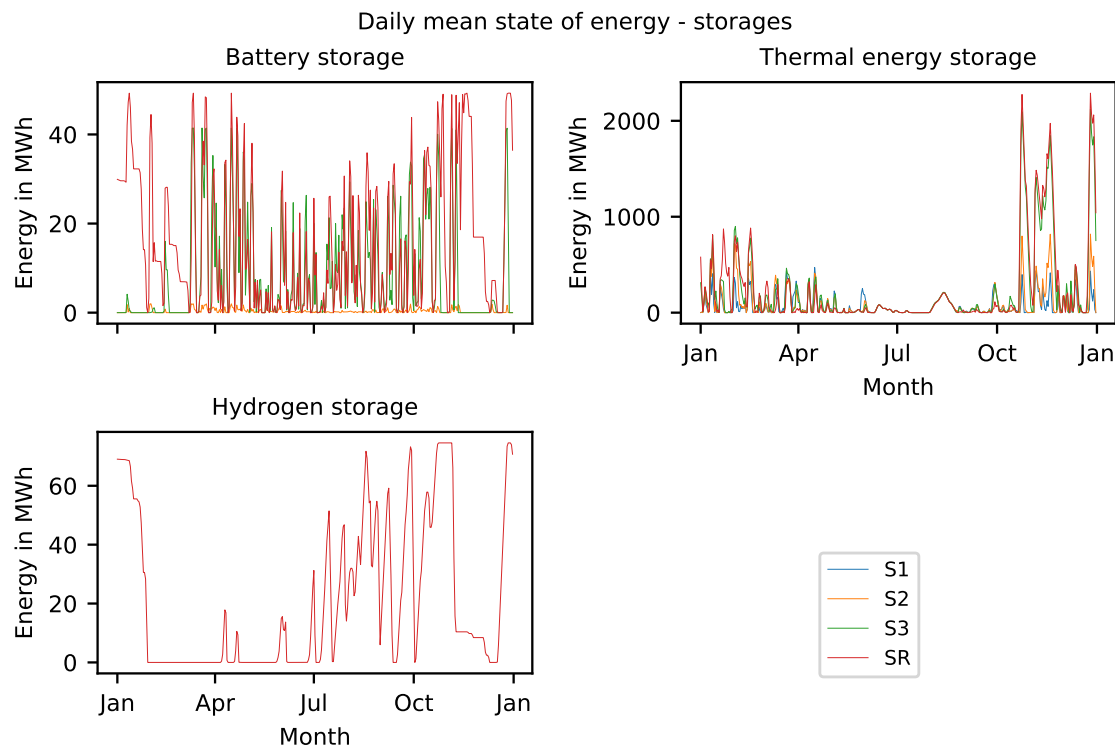 Daily mean state of energy - storages
Battery storage
Energy in MWh
40
20
0
Thermal energy storage
Energy in MWh
2000
1000
0
Jan Apr Jul Oct Jan
Month
Hydrogen storage
Energy in MWh
60
40
20
0
Jan Apr Jul Oct Jan
Month
S1
S2
S3
SR